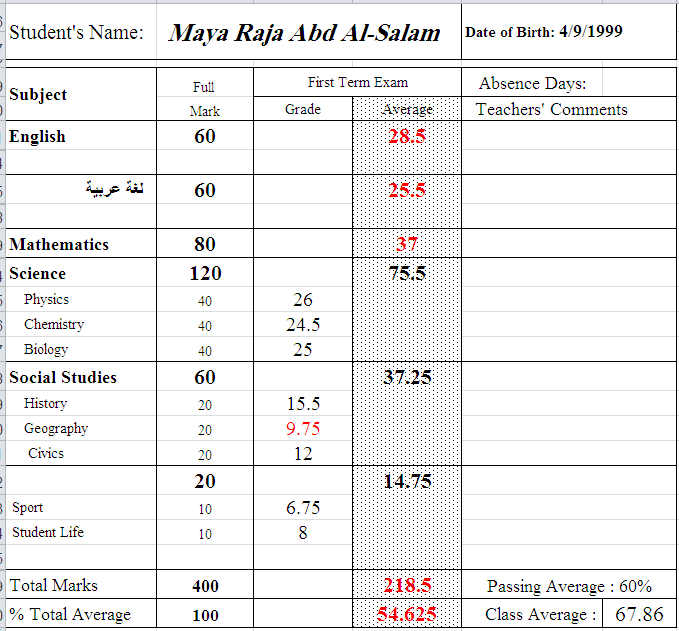 Student's Name: Maya Raja Abd Al-Salam Date of Birth: 4/9/1999
Subject Full Mark First Term Exam Absence Days:
Grade Average Teachers' Comments
English 60 28.5
لغة عربية 60 25.5
Mathematics 80 37
Science 120 75.5
Physics 40 26
Chemistry 40 24.5
Biology 40 25
Social Studies 60 37.25
History 20 15.5
Geography 20 9.75
Civics 20 12
20 14.75
Sport 10 6.75
Student Life 10 8
Total Marks 400 218.5 Passing Average : 60%
% Total Average 100 54.625 Class Average : 67.86